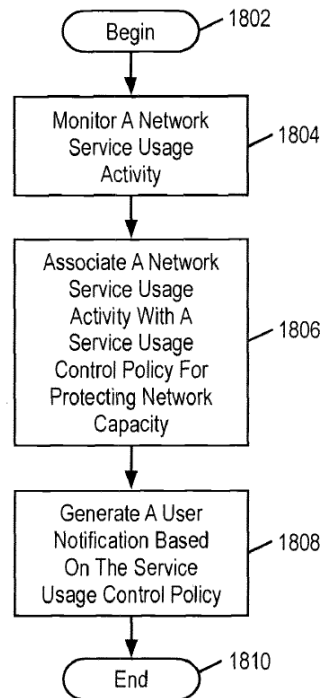 Begin
1802
Monitor A Network
Service Usage
Activity
1804
Associate A Network
Service Usage
Activity With A
Service Usage
Control Policy For
Protecting Network
Capacity
1806
Generate A User
Notification Based
On The Service
Usage Control Policy
1808
End
1810